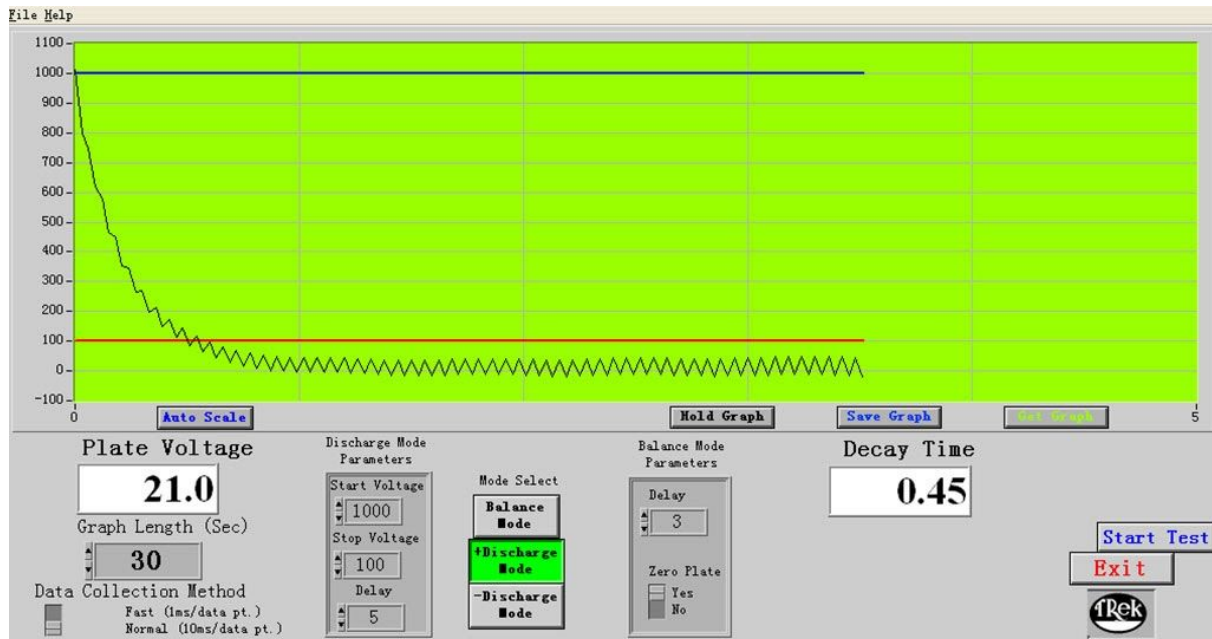 File Help
1100
1000
900
800
700
600
500
400
300
200
100
0
-100
0
5
Auto Scale
Hold Graph
Save Graph
Get Graph
Plate Voltage
21.0
Graph Length (Sec)
30
Data Collection Method
Fast (1ms/data pt.)
Normal (10ms/data pt.)
Discharge Mode
Parameters
Start Voltage
1000
Stop Voltage
100
Delay
5
Mode Select
Balance
Mode
+Discharge
Mode
-Discharge
Mode
Balance Mode
Parameters
Delay
3
Zero Plate
Yes
No
Decay Time
0.45
Start Test
Exit
TRek